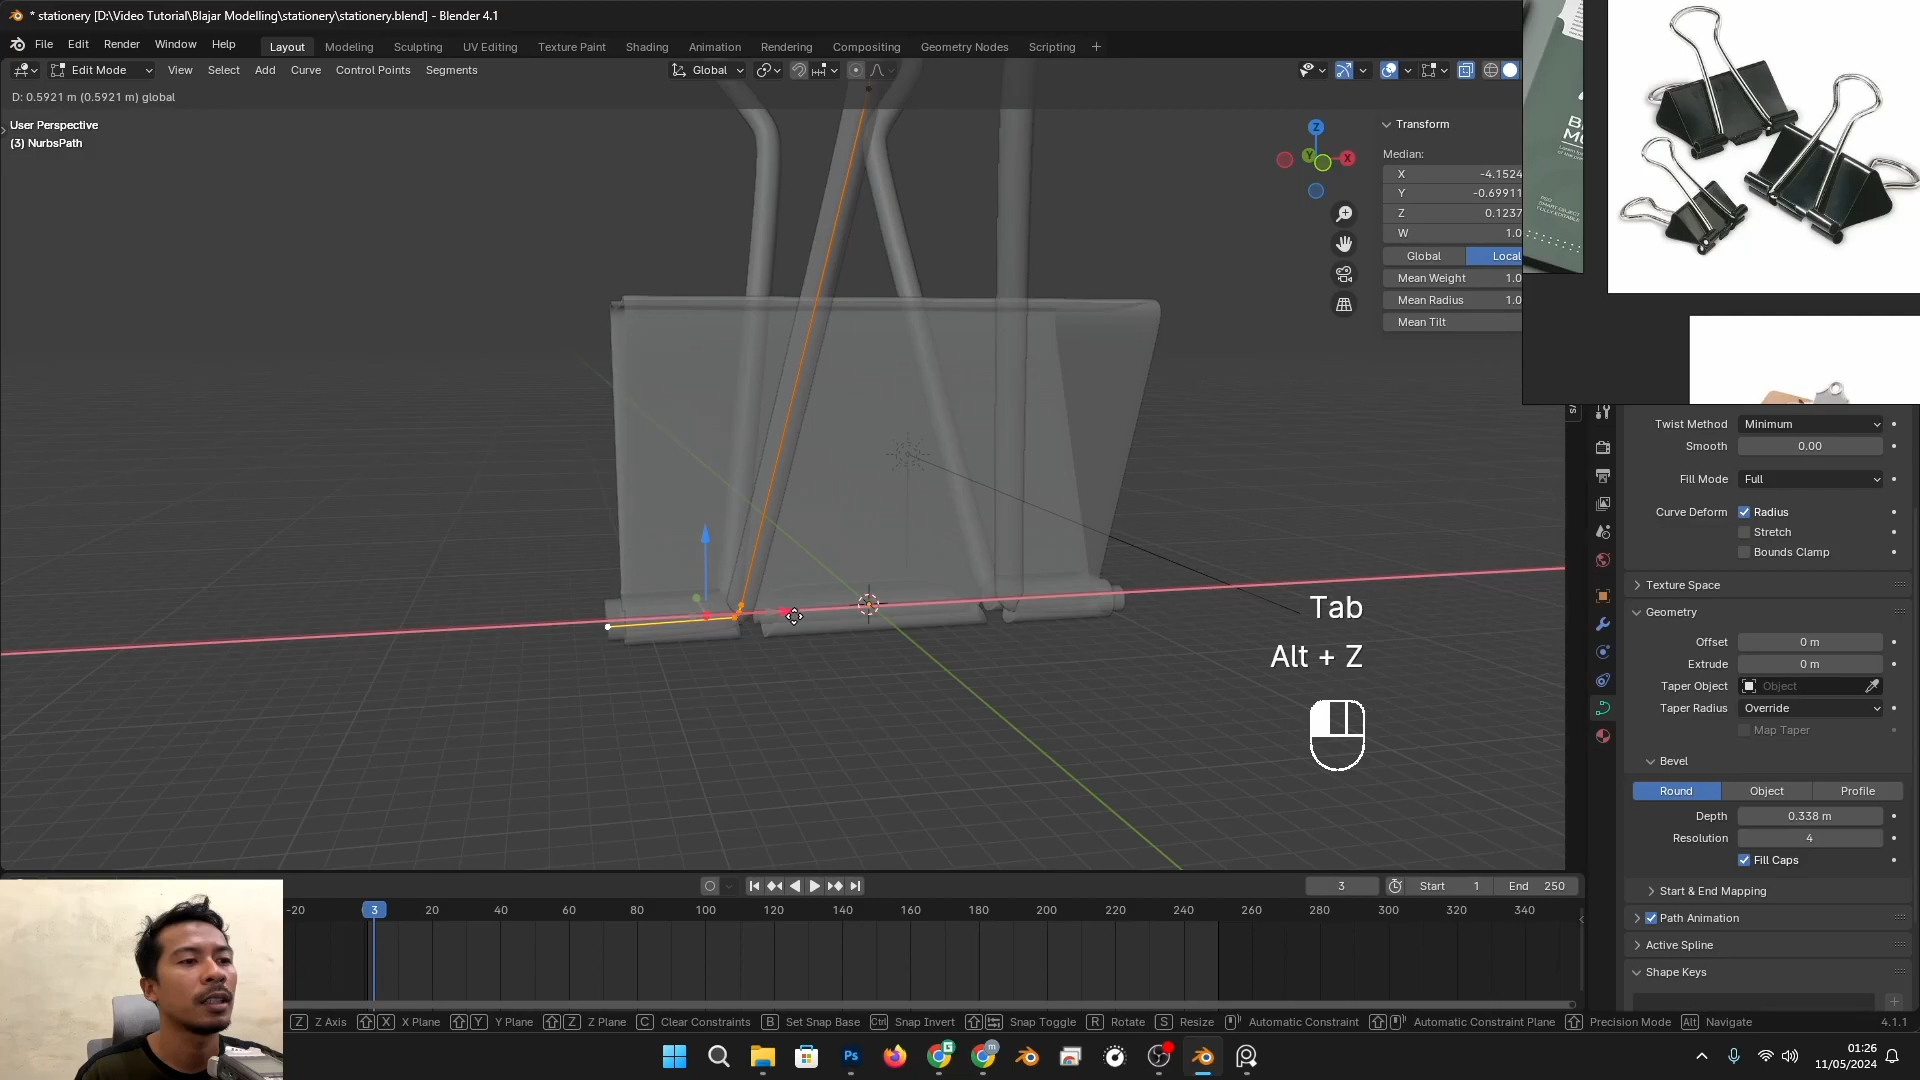 * stationery [D:\Video Tutorial\Blajar Modelling\stationery\stationery.blend] - Blender 4.1
File Edit Render Window Help
Layout Modeling Sculpting UV Editing Texture Paint Shading Animation Rendering Compositing Geometry Nodes Scripting +
Edit Mode View Select Add Curve Control Points Segments Global
D: 0.5921 m (0.5921 m) global
User Perspective
(3) NurbsPath
Transform
Median:
X -4.1524
Y -0.69911
Z 0.1237
W 1.0
Global Local
Mean Weight 1.0
Mean Radius 1.0
Mean Tilt
Z
Y
X
Tab
Alt + Z
Twist Method Minimum
Smooth 0.00
Fill Mode Full
Curve Deform Radius
Stretch
Bounds Clamp
Texture Space
Geometry
Offset 0 m
Extrude 0 m
Taper Object Object
Taper Radius Override
Map Taper
Bevel
Round Object Profile
Depth 0.338 m
Resolution 4
Fill Caps
Start & End Mapping
Path Animation
Active Spline
Shape Keys
3 Start 1 End 250
-20 3 20 40 60 80 100 120 140 160 180 200 220 240 260 280 300 320 340
Z Z Axis X X Plane Y Y Plane Z Z Plane C Clear Constraints B Set Snap Base Ctrl Snap Invert Snap Toggle R Rotate S Resize Automatic Constraint Automatic Constraint Plane Precision Mode Alt Navigate 4.1.1
01:26
11/05/2024